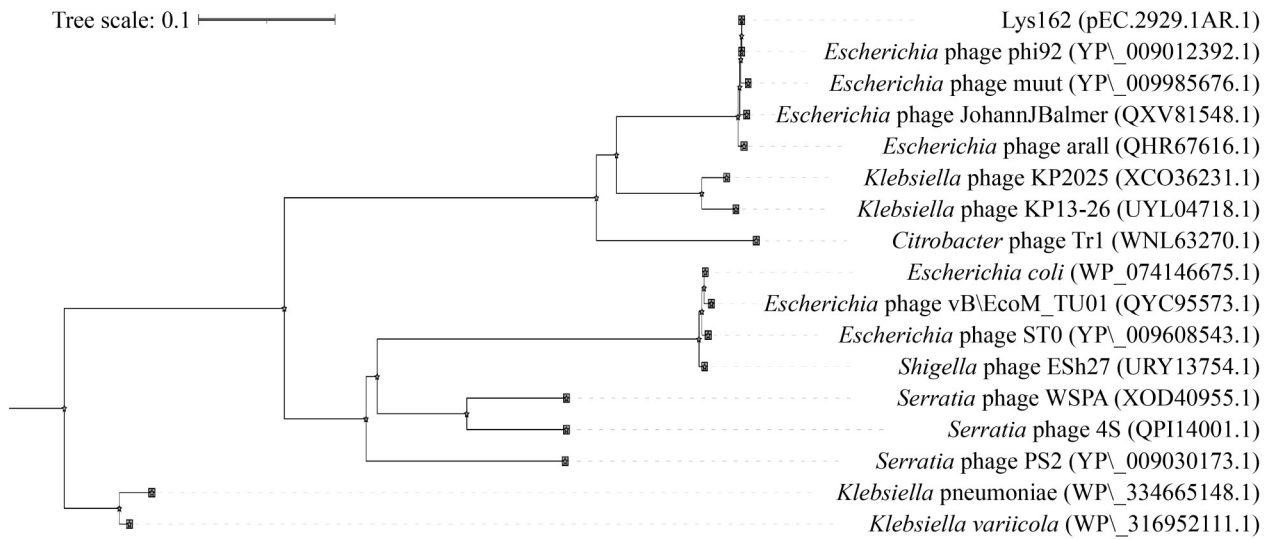 Tree scale: 0.1
Lys162 (pEC.2929.1AR.1)
Escherichia phage phi92 (YP\_009012392.1)
Escherichia phage muut (YP\_009985676.1)
Escherichia phage JohannJBalmer (QXV81548.1)
Escherichia phage arall (QHR67616.1)
Klebsiella phage KP2025 (XCO36231.1)
Klebsiella phage KP13-26 (UYL04718.1)
Citrobacter phage Tr1 (WNL63270.1)
Escherichia coli (WP_074146675.1)
Escherichia phage vB\EcoM_TU01 (QYC95573.1)
Escherichia phage ST0 (YP\_009608543.1)
Shigella phage ESh27 (URY13754.1)
Serratia phage WSPA (XOD40955.1)
Serratia phage 4S (QPI14001.1)
Serratia phage PS2 (YP\_009030173.1)
Klebsiella pneumoniae (WP\_334665148.1)
Klebsiella variicola (WP\_316952111.1)